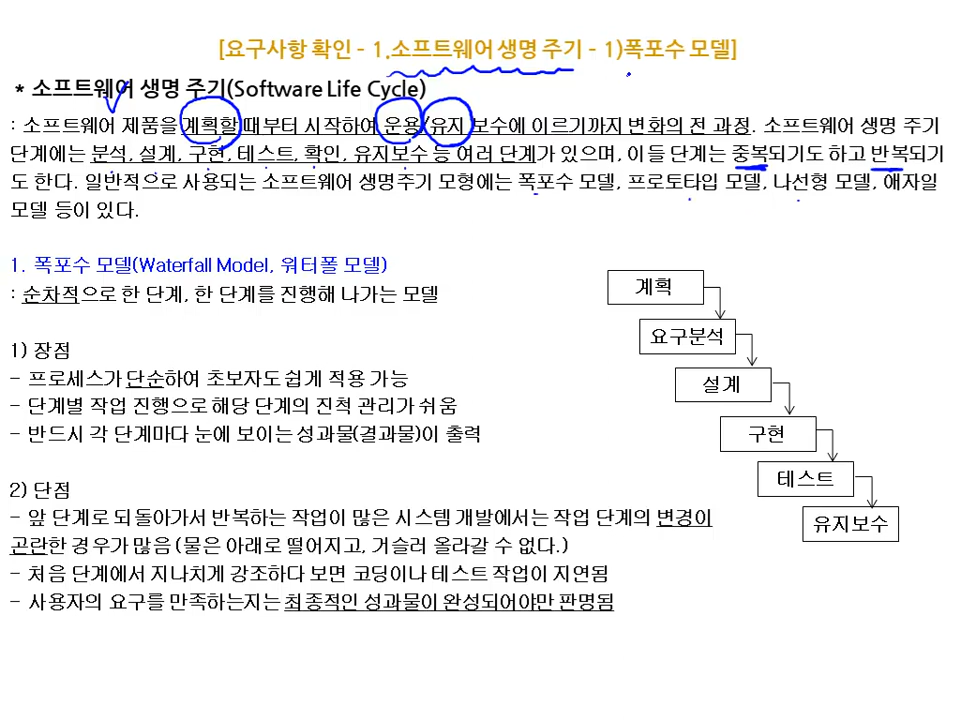 [요구사항 확인 - 1.소프트웨어 생명 주기 - 1)폭포수 모델]
* 소프트웨어 생명 주기(Software Life Cycle)
: 소프트웨어 제품을 계획할 때부터 시작하여 운용/유지 보수에 이르기까지 변화의 전 과정. 소프트웨어 생명 주기
단계에는 분석, 설계, 구현, 테스트, 확인, 유지보수 등 여러 단계가 있으며, 이들 단계는 중복되기도 하고 반복되기
도 한다. 일반적으로 사용되는 소프트웨어 생명주기 모형에는 폭포수 모델, 프로토타입 모델, 나선형 모델, 애자일
모델 등이 있다.
1. 폭포수 모델(Waterfall Model, 워터폴 모델)
: 순차적으로 한 단계, 한 단계를 진행해 나가는 모델
1) 장점
- 프로세스가 단순하여 초보자도 쉽게 적용 가능
- 단계별 작업 진행으로 해당 단계의 진척 관리가 쉬움
- 반드시 각 단계마다 눈에 보이는 성과물(결과물)이 출력
2) 단점
- 앞 단계로 되돌아가서 반복하는 작업이 많은 시스템 개발에서는 작업 단계의 변경이
곤란한 경우가 많음 (물은 아래로 떨어지고, 거슬러 올라갈 수 없다.)
- 처음 단계에서 지나치게 강조하다 보면 코딩이나 테스트 작업이 지연됨
- 사용자의 요구를 만족하는지는 최종적인 성과물이 완성되어야만 판명됨
계획
요구분석
설계
구현
테스트
유지보수